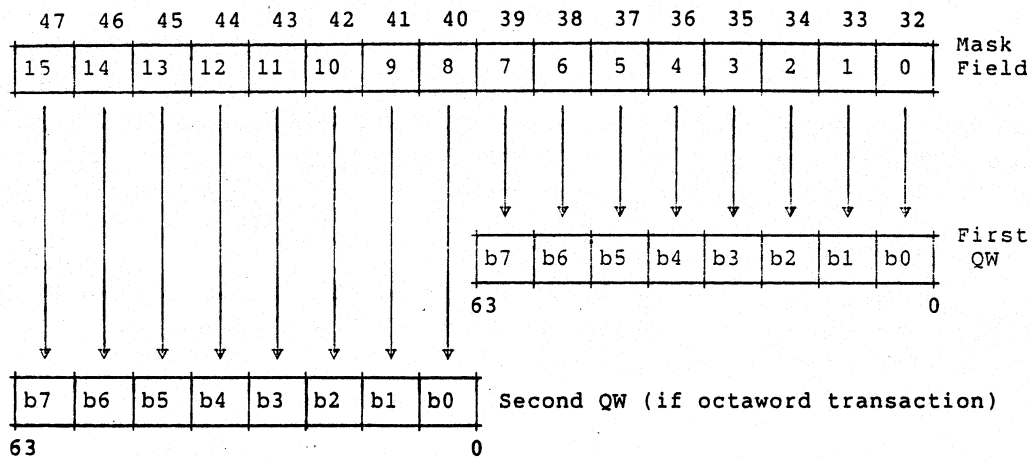 47 46 45 44 43 42 41 40 39 38 37 36 35 34 33 32
15 14 13 12 11 10 9 8 7 6 5 4 3 2 1 0 Mask Field
b7 b6 b5 b4 b3 b2 b1 b0 First QW
63 0
b7 b6 b5 b4 b3 b2 b1 b0 Second QW (if octaword transaction)
63 0